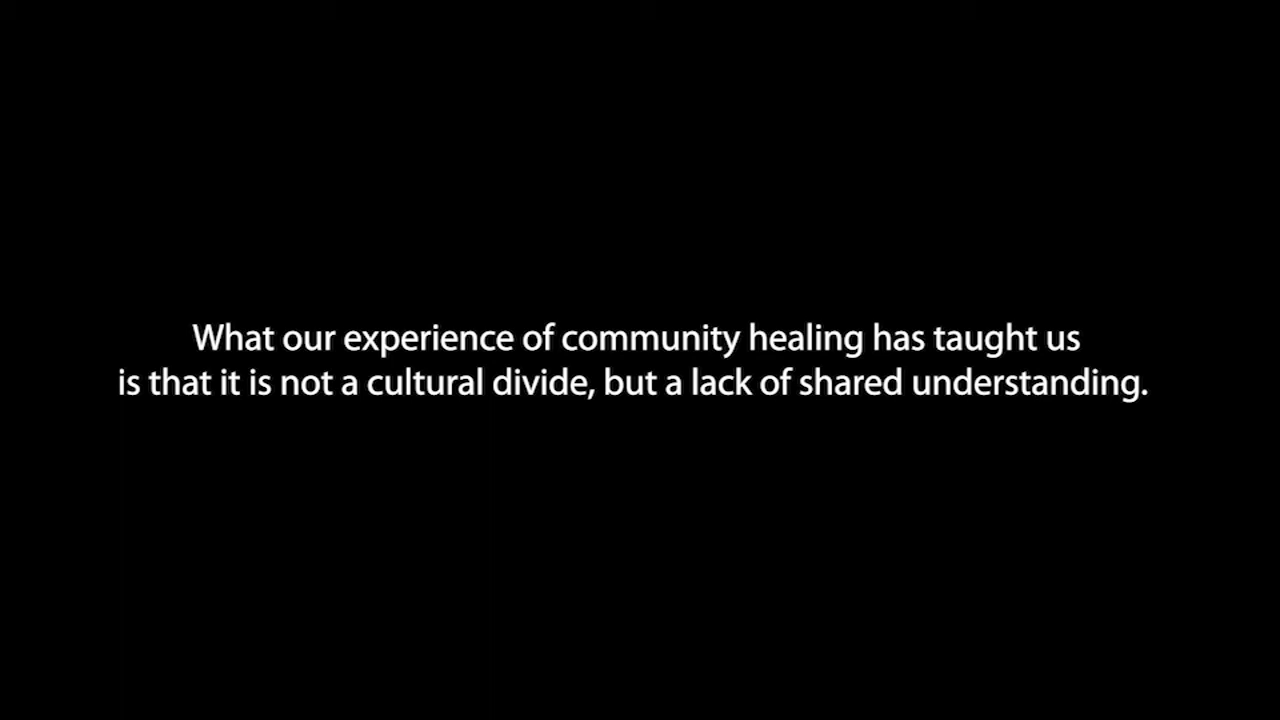 What our experience of community healing has taught us
is that it is not a cultural divide, but a lack of shared understanding.